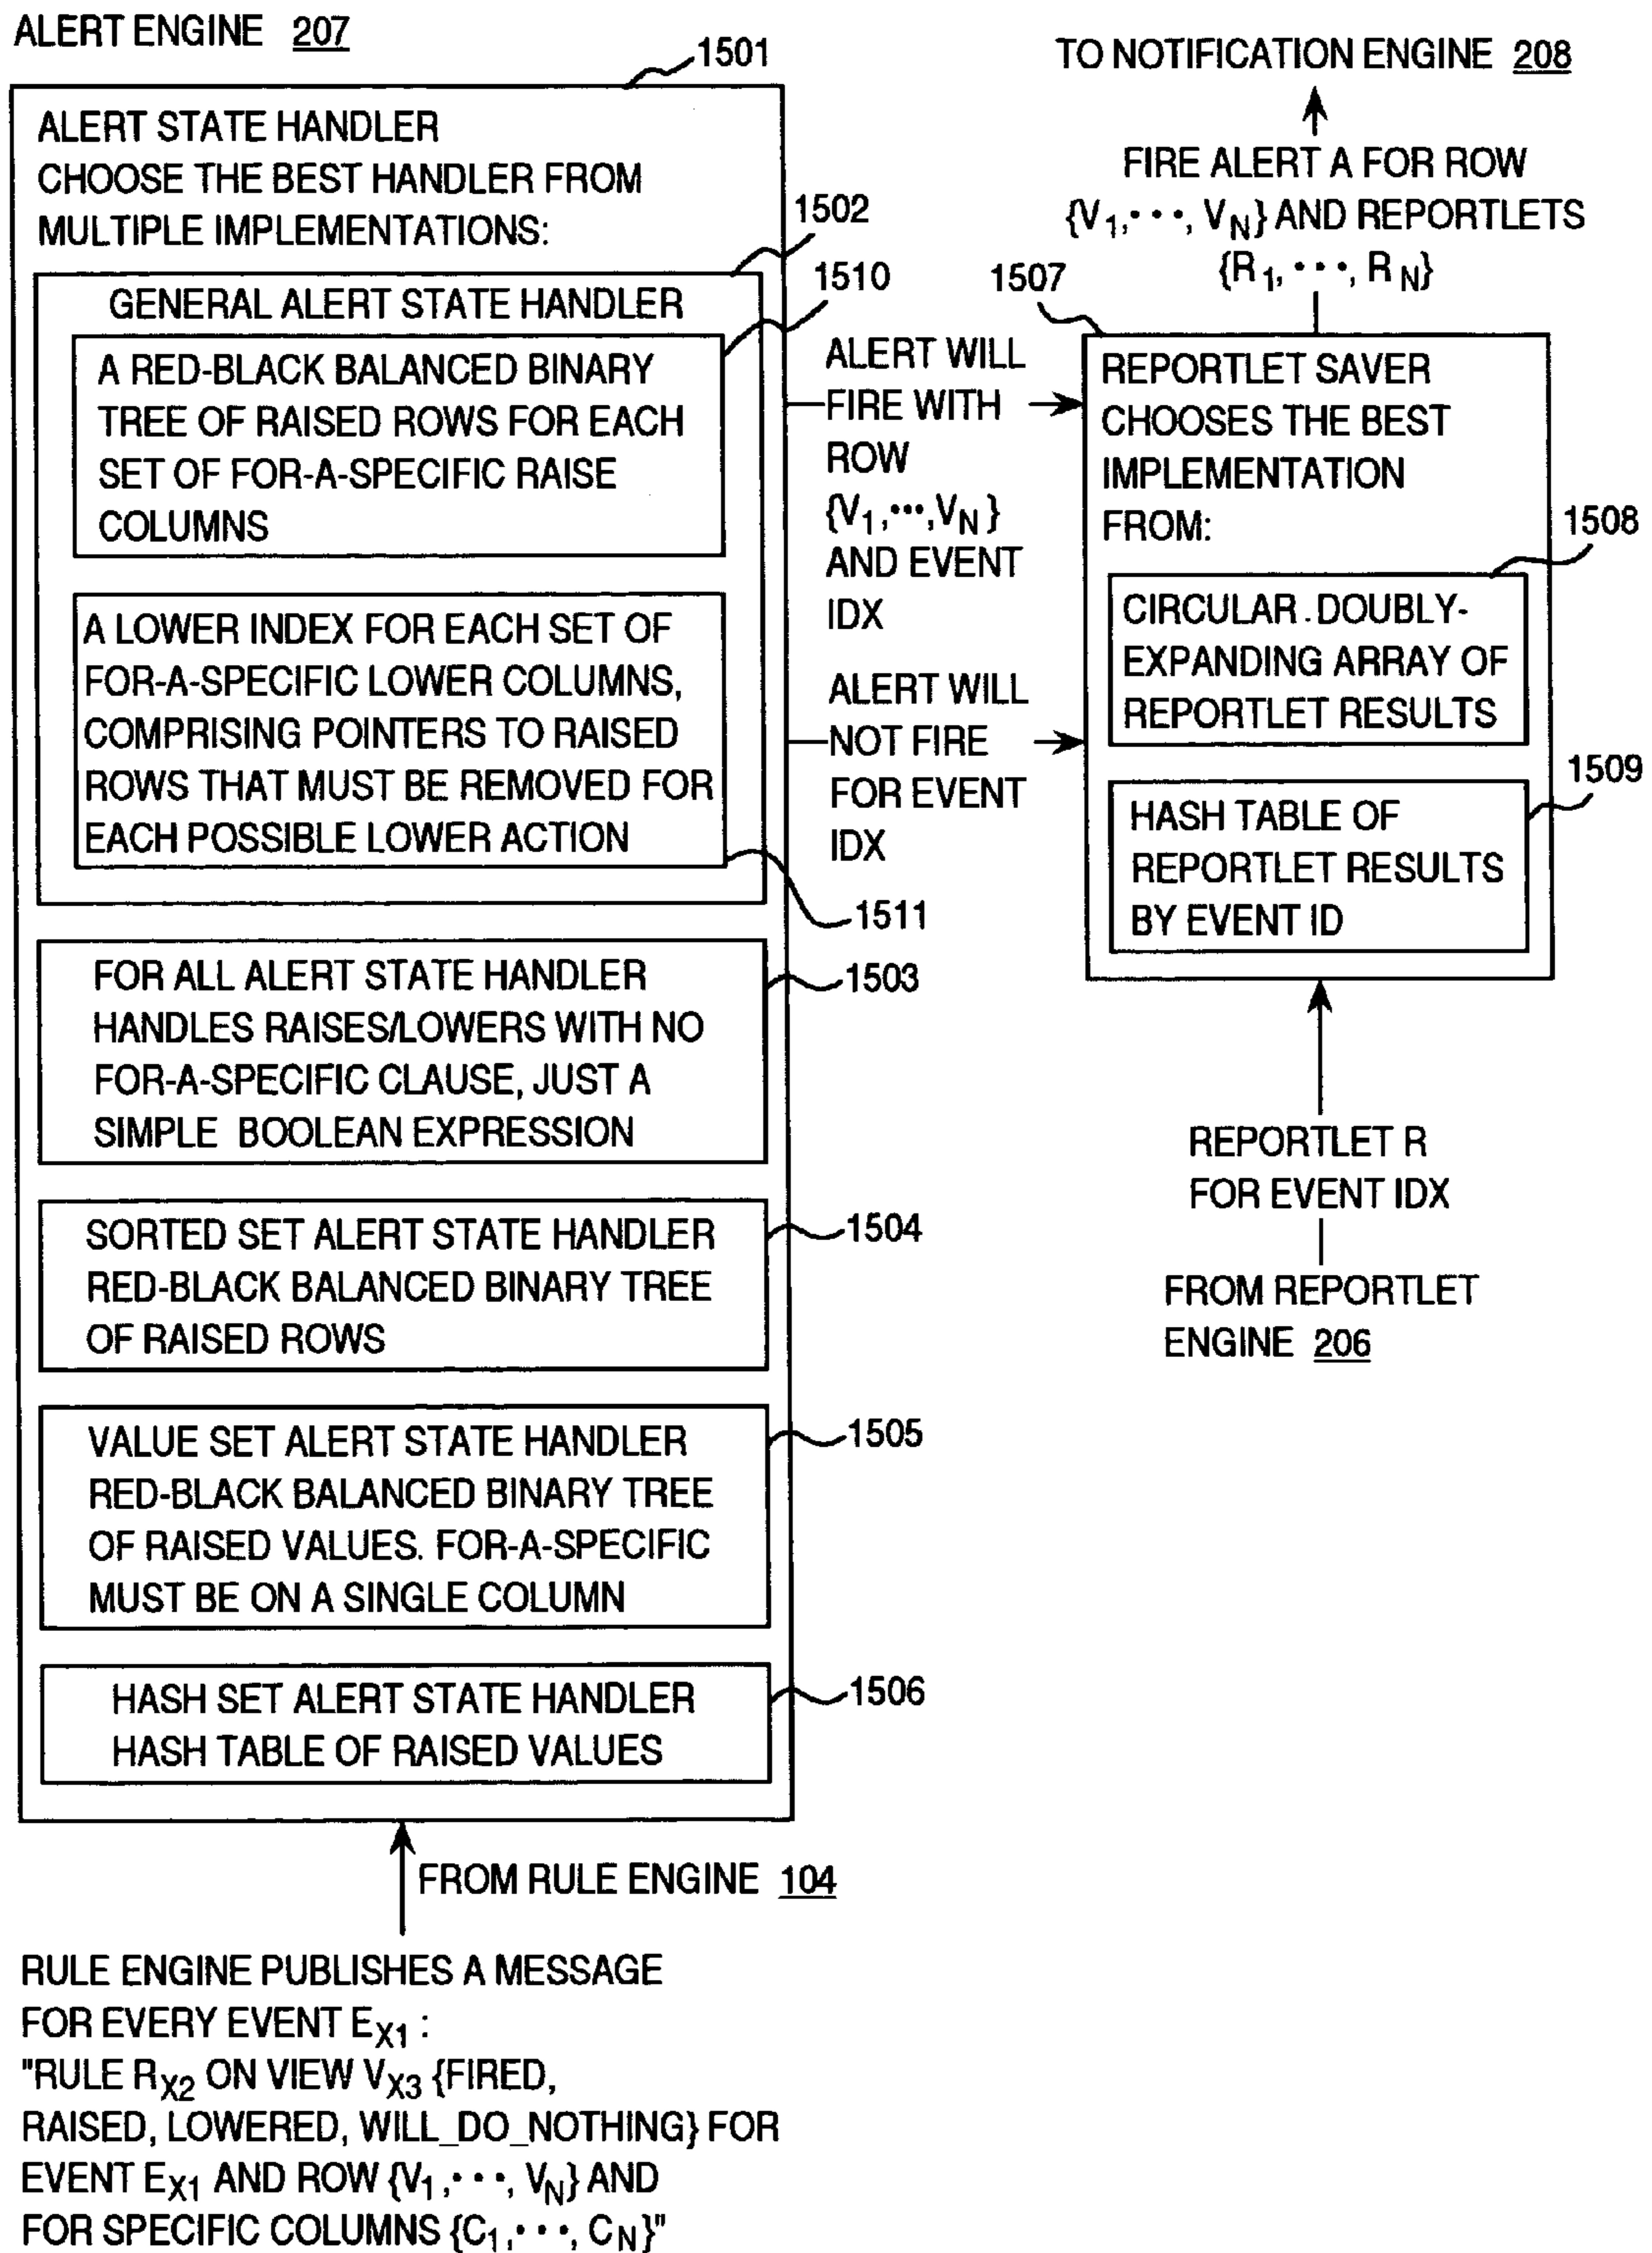 ALERT ENGINE 207
1501
ALERT STATE HANDLER
CHOOSE THE BEST HANDLER FROM
MULTIPLE IMPLEMENTATIONS:
1502
GENERAL ALERT STATE HANDLER
1510
A RED-BLACK BALANCED BINARY
TREE OF RAISED ROWS FOR EACH
SET OF FOR-A-SPECIFIC RAISE
COLUMNS
A LOWER INDEX FOR EACH SET OF
FOR-A-SPECIFIC LOWER COLUMNS,
COMPRISING POINTERS TO RAISED
ROWS THAT MUST BE REMOVED FOR
EACH POSSIBLE LOWER ACTION
1511
FOR ALL ALERT STATE HANDLER
HANDLES RAISES/LOWERS WITH NO
FOR-A-SPECIFIC CLAUSE, JUST A
SIMPLE BOOLEAN EXPRESSION
1503
SORTED SET ALERT STATE HANDLER
RED-BLACK BALANCED BINARY TREE
OF RAISED ROWS
1504
VALUE SET ALERT STATE HANDLER
RED-BLACK BALANCED BINARY TREE
OF RAISED VALUES. FOR-A-SPECIFIC
MUST BE ON A SINGLE COLUMN
1505
HASH SET ALERT STATE HANDLER
HASH TABLE OF RAISED VALUES
1506
FROM RULE ENGINE 104
RULE ENGINE PUBLISHES A MESSAGE
FOR EVERY EVENT EX1 :
"RULE RX2 ON VIEW VX3 {FIRED,
RAISED, LOWERED, WILL_DO_NOTHING} FOR
EVENT EX1 AND ROW {V1,•••, VN} AND
FOR SPECIFIC COLUMNS {C1,•••, CN}"
ALERT WILL
FIRE WITH
ROW
{V1,•••,VN}
AND EVENT
IDX
ALERT WILL
NOT FIRE
FOR EVENT
IDX
TO NOTIFICATION ENGINE 208
FIRE ALERT A FOR ROW
{V1,•••, VN} AND REPORTLETS
{R1,•••, RN}
1507
REPORTLET SAVER
CHOOSES THE BEST
IMPLEMENTATION
FROM:
1508
CIRCULAR DOUBLY-
EXPANDING ARRAY OF
REPORTLET RESULTS
1509
HASH TABLE OF
REPORTLET RESULTS
BY EVENT ID
REPORTLET R
FOR EVENT IDX
FROM REPORTLET
ENGINE 206